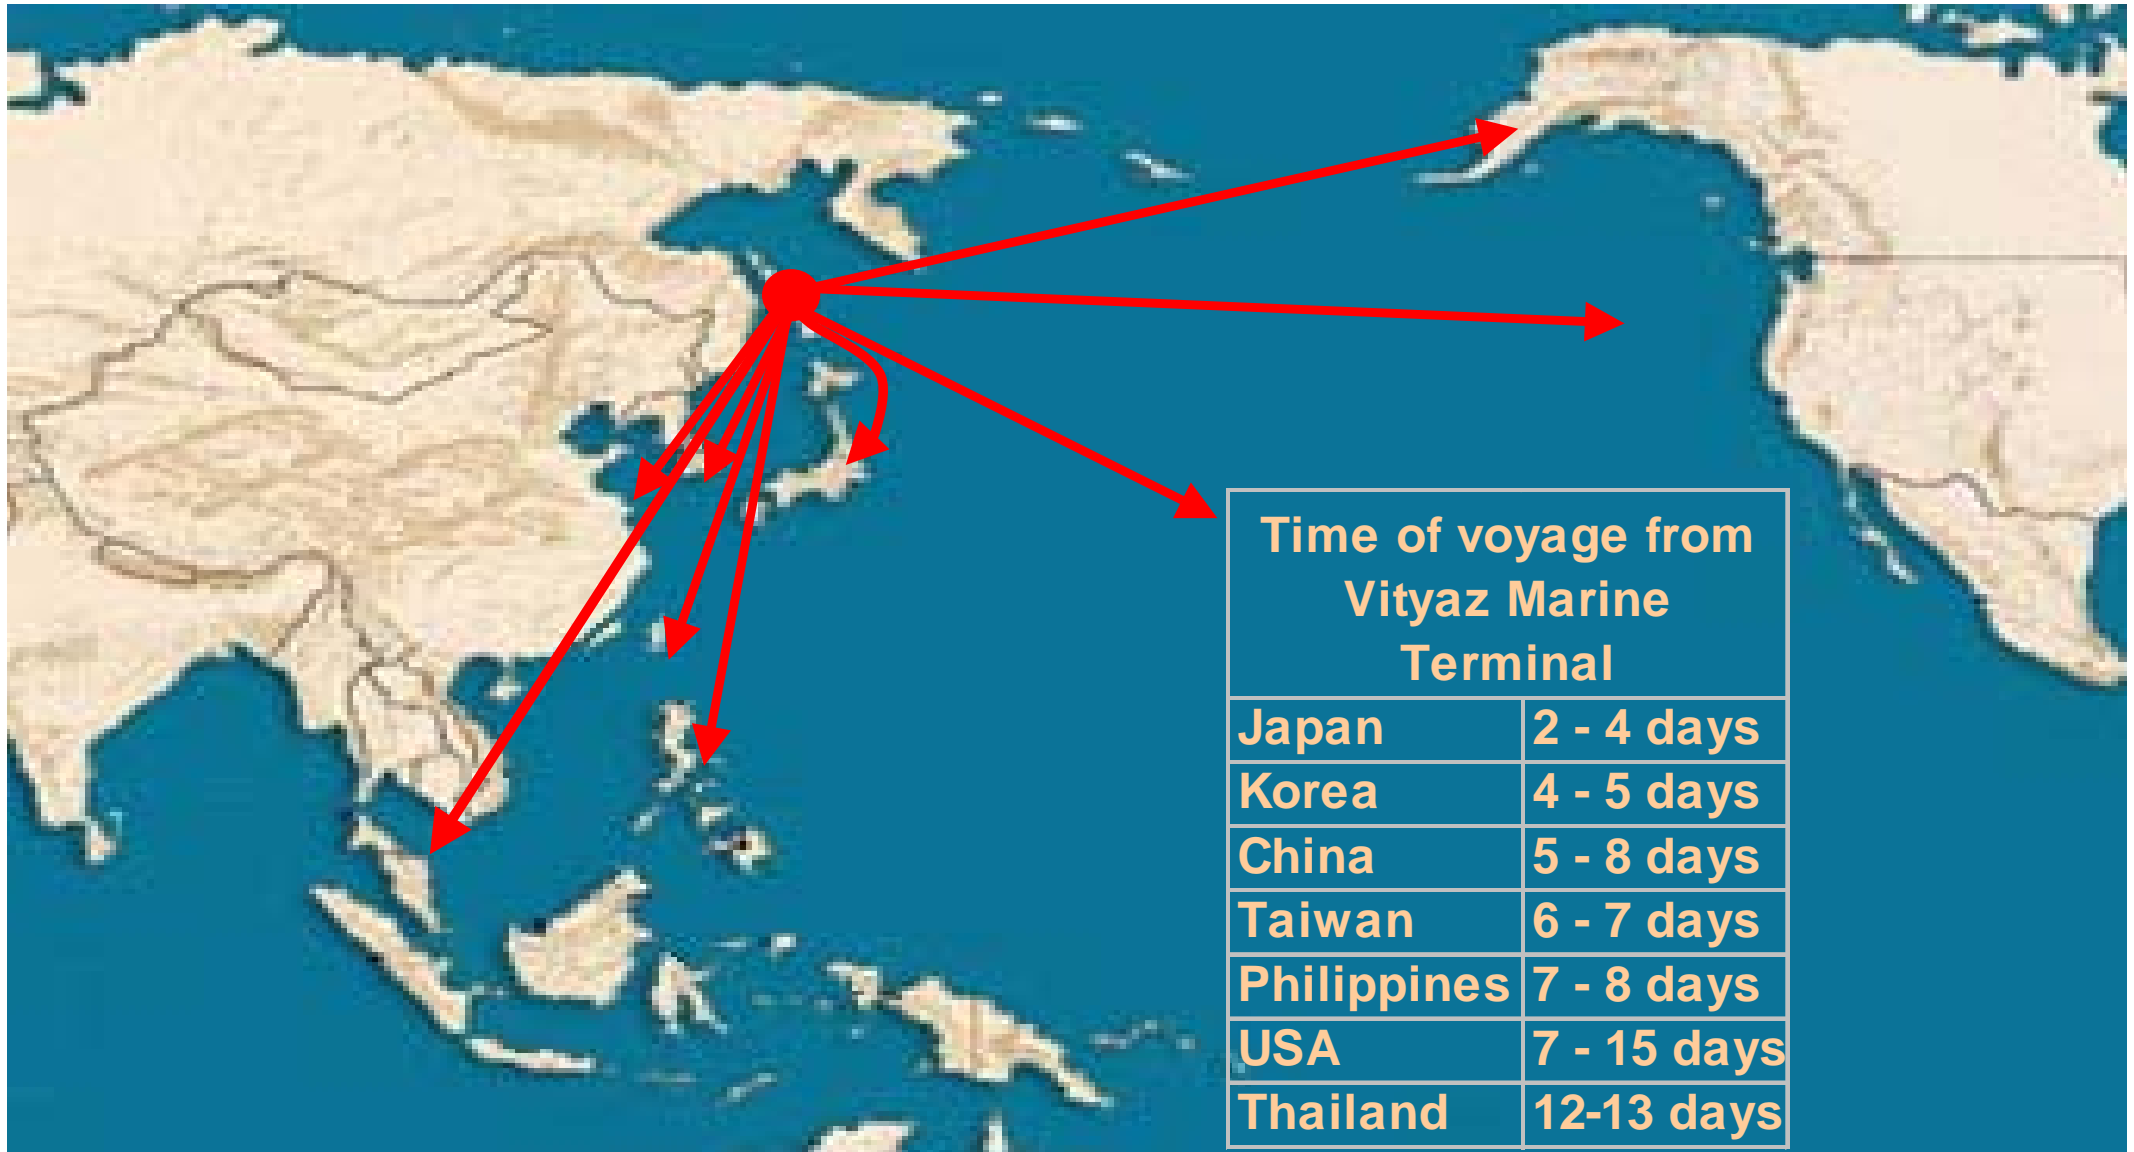 Time of voyage from
Vityaz Marine
Terminal
Japan 2 - 4 days
Korea 4 - 5 days
China 5 - 8 days
Taiwan 6 - 7 days
Philippines 7 - 8 days
USA 7 - 15 days
Thailand 12-13 days